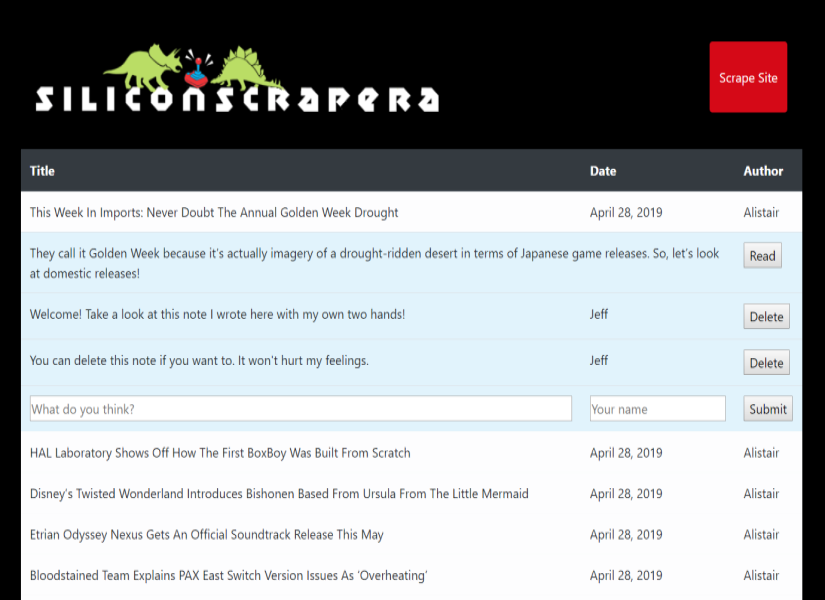 SILICONSCRAPERA
Scrape Site
Title Date Author
This Week In Imports: Never Doubt The Annual Golden Week Drought April 28, 2019 Alistair
They call it Golden Week because it's actually imagery of a drought-ridden desert in terms of Japanese game releases. So, let's look
at domestic releases!
Read
Welcome! Take a look at this note I wrote here with my own two hands! Jeff Delete
You can delete this note if you want to. It won't hurt my feelings. Jeff Delete
What do you think? Your name Submit
HAL Laboratory Shows Off How The First BoxBoy Was Built From Scratch April 28, 2019 Alistair
Disney's Twisted Wonderland Introduces Bishonen Based From Ursula From The Little Mermaid April 28, 2019 Alistair
Etrian Odyssey Nexus Gets An Official Soundtrack Release This May April 28, 2019 Alistair
Bloodstained Team Explains PAX East Switch Version Issues As ‘Overheating’ April 28, 2019 Alistair